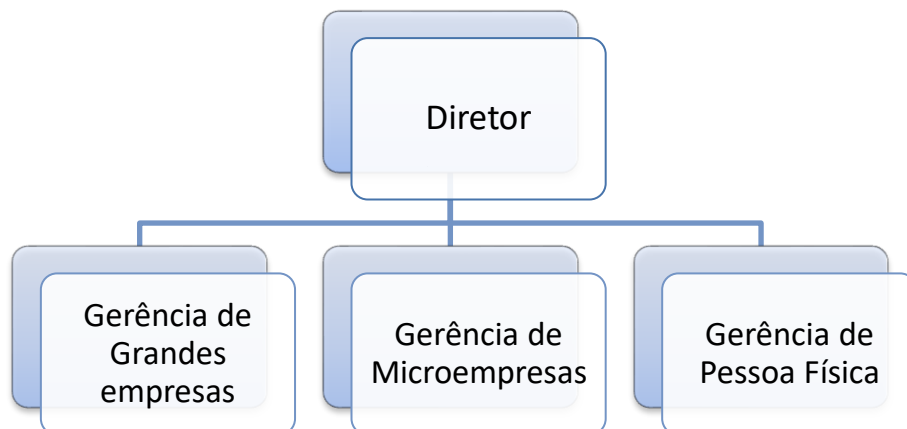 Diretor
Gerência de
Grandes
empresas
Gerência de
Microempresas
Gerência de
Pessoa Física